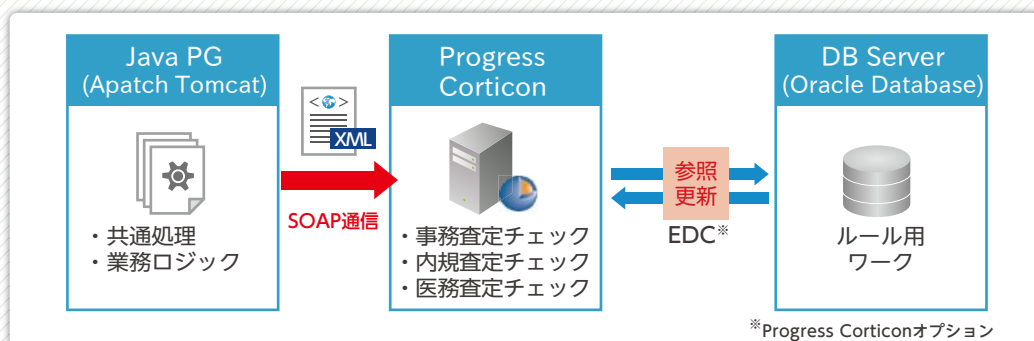 Java PG
(Apatch Tomcat)
・共通処理
・業務ロジック
< >
XML
SOAP通信
Progress
Corticon
・事務査定チェック
・内規査定チェック
・医務査定チェック
参照
更新
EDC※
DB Server
(Oracle Database)
ルール用
ワーク
※Progress Corticonオプション